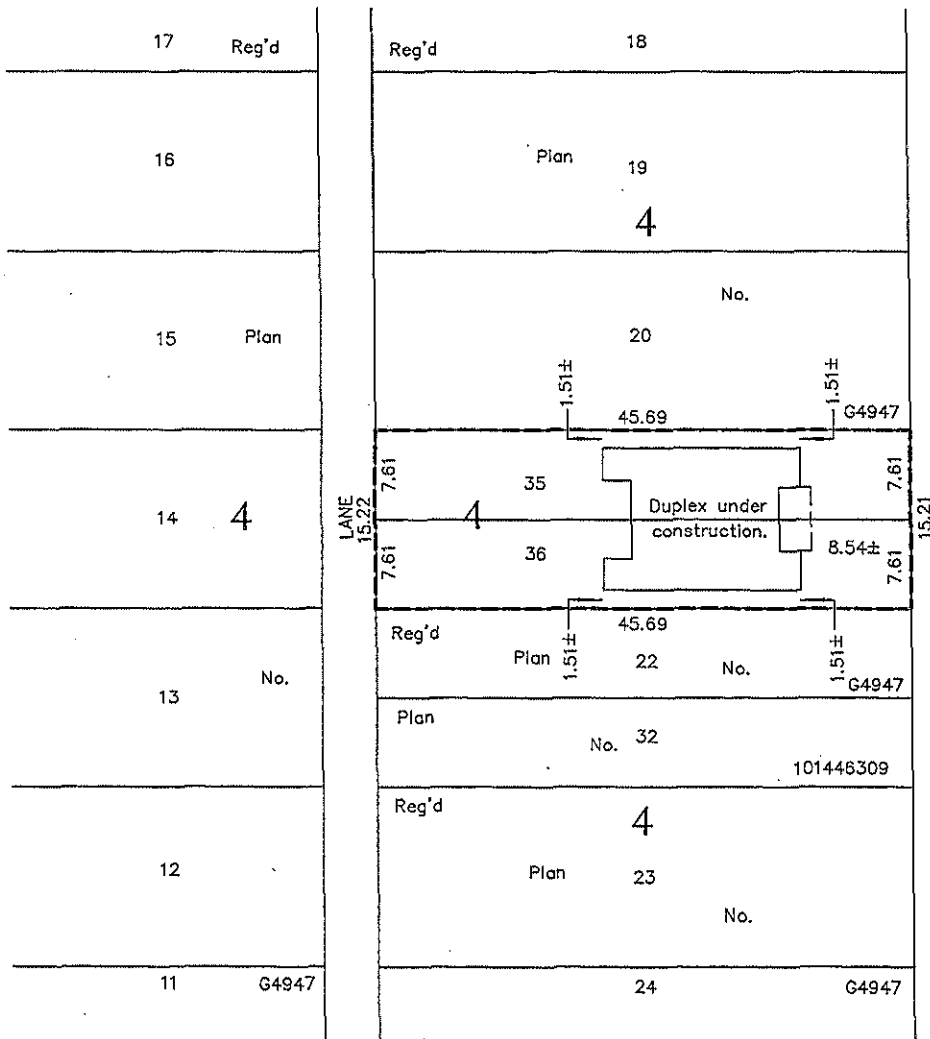 17 Reg'd
Reg'd 18
16
Plan 19
4
No.
15 Plan
20
1.51±
1.51±
45.69
G4947
7.61
35
7.61
14 4
LANE
15.22
4
Duplex under
construction.
15.21
7.61
36
8.54±
7.61
45.69
1.51±
1.51±
Reg'd
Plan 22 No.
G4947
13 No.
Plan
No. 32
101446309
Reg'd
4
12
Plan 23
No.
11 G4947
24 G4947